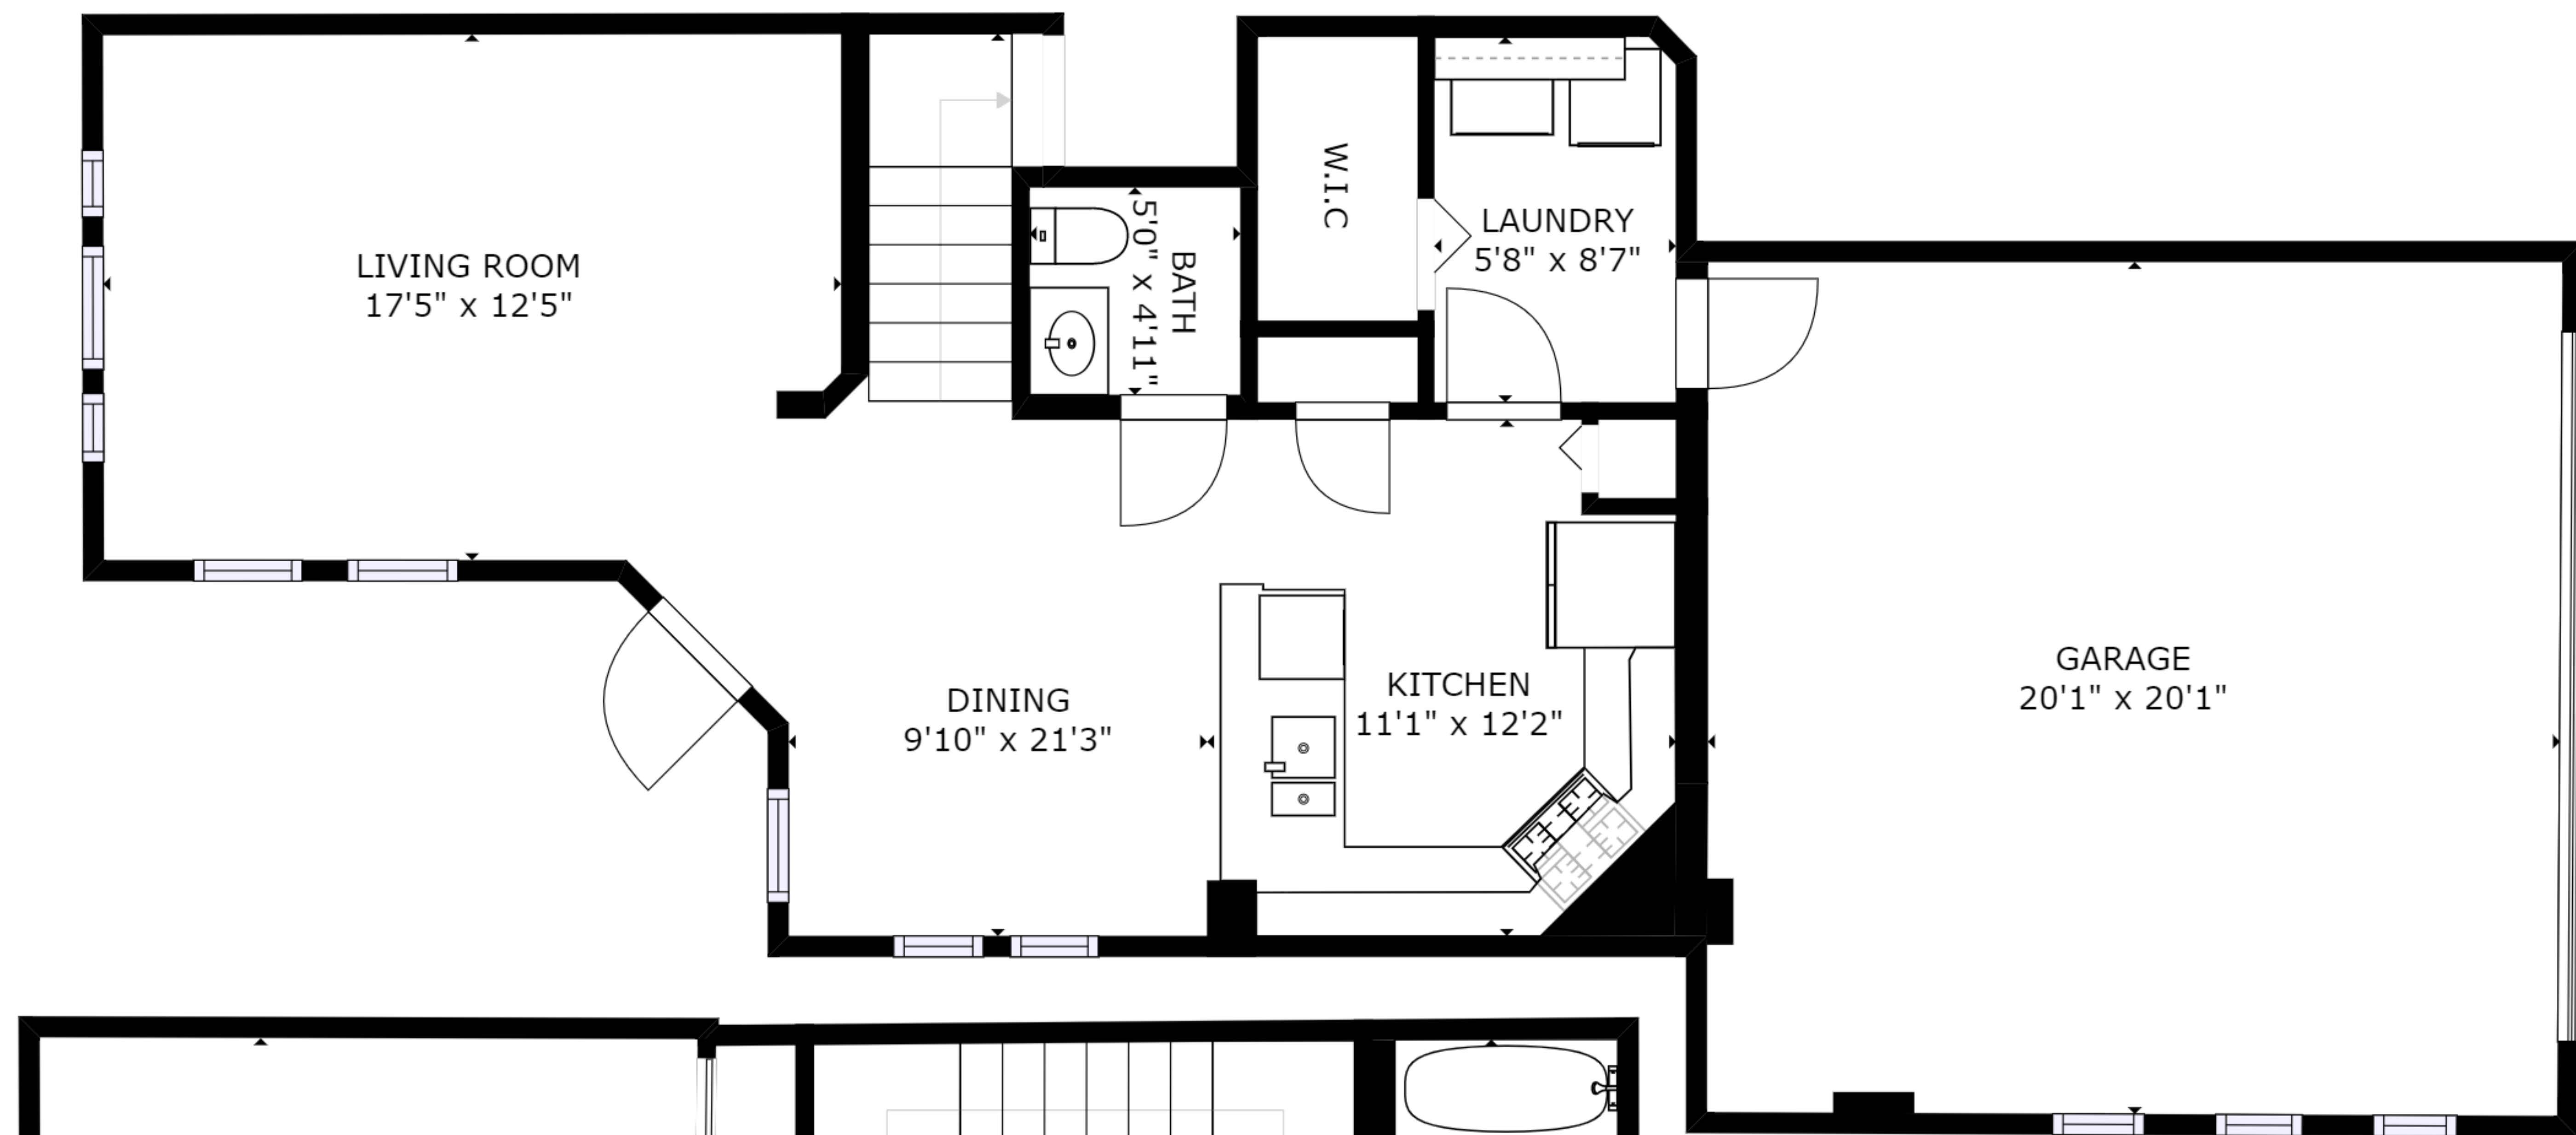 LIVING ROOM
17'5" x 12'5"
BATH
5'0" x 4'11"
W.I.C
LAUNDRY
5'8" x 8'7"
DINING
9'10" x 21'3"
KITCHEN
11'1" x 12'2"
GARAGE
20'1" x 20'1"